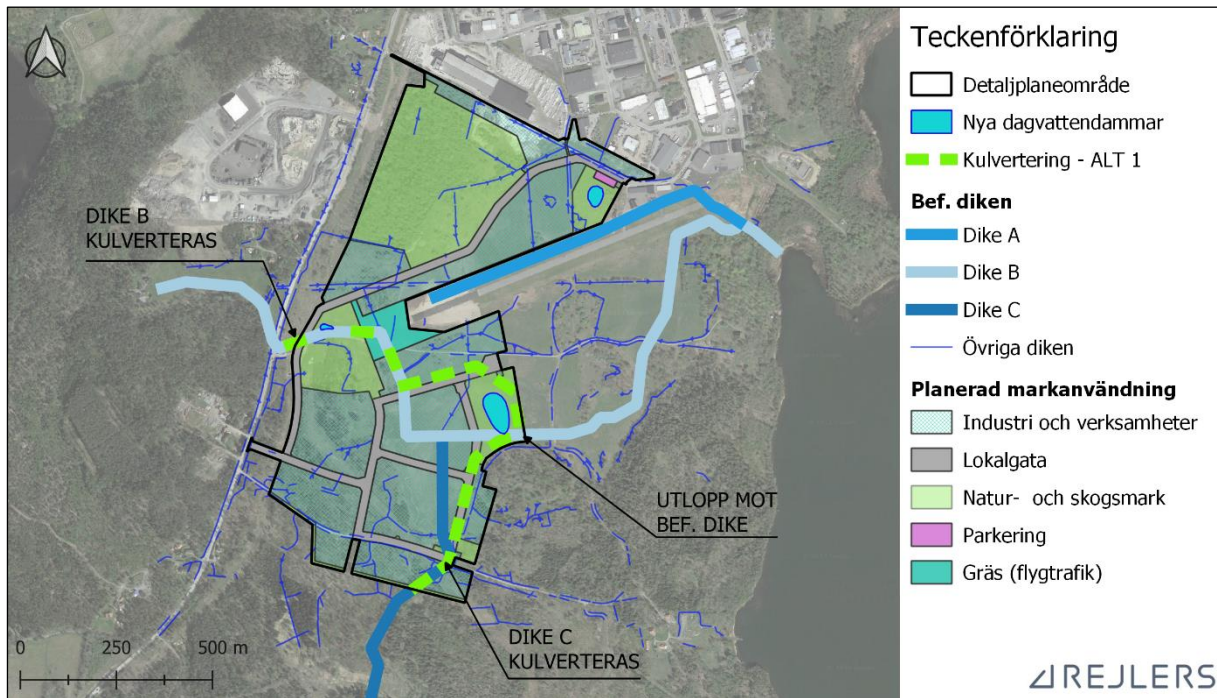 DIKE B
KULVERTERAS
UTLOPP MOT
BEF. DIKE
DIKE C
KULVERTERAS
0 250 500 m
Teckenförklaring
Detaljplaneområde
Nya dagvattendammar
Kulvertering - ALT 1
Bef. diken
Dike A
Dike B
Dike C
Övriga diken
Planerad markanvändning
Industri och verksamheter
Lokalgata
Natur- och skogsmark
Parkering
Gräs (flygtrafik)
REJLERS